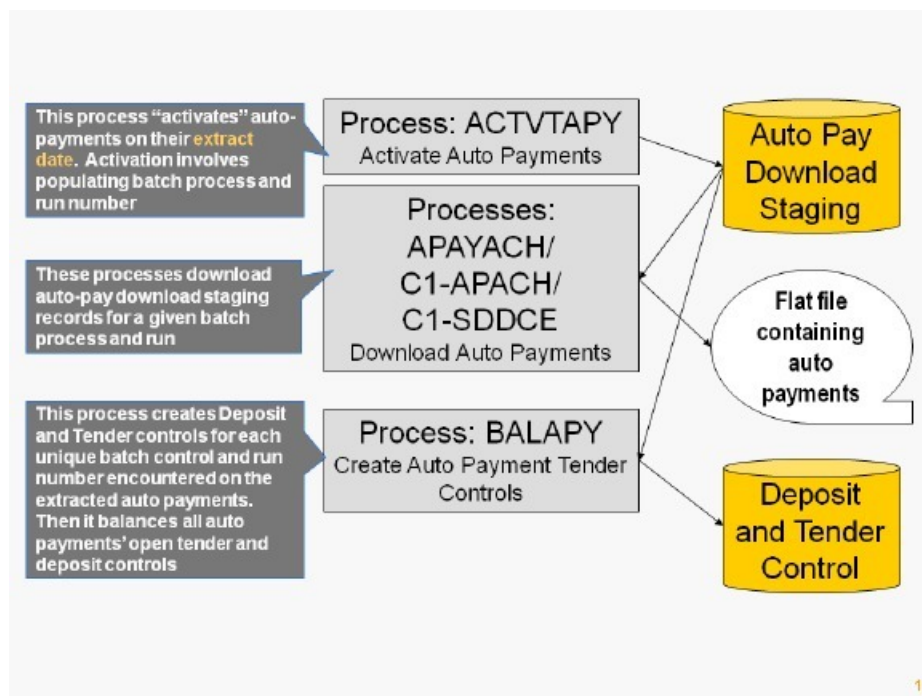 This process “activates” auto-
payments on their extract
date.  Activation involves
populating batch process and
run number
Process: ACTVTAPY
Activate Auto Payments
Auto Pay
Download
Staging
These processes download
auto-pay download staging
records for a given batch
process and run
Processes:
APAYACH/
C1-APACH/
C1-SDDCE
Download Auto Payments
Flat file
containing
auto
payments
This process creates Deposit
and Tender controls for each
unique batch control and run
number encountered on the
extracted auto payments.
Then it balances all auto
payments’ open tender and
deposit controls
Process: BALAPY
Create Auto Payment Tender
Controls
Deposit
and Tender
Control
1